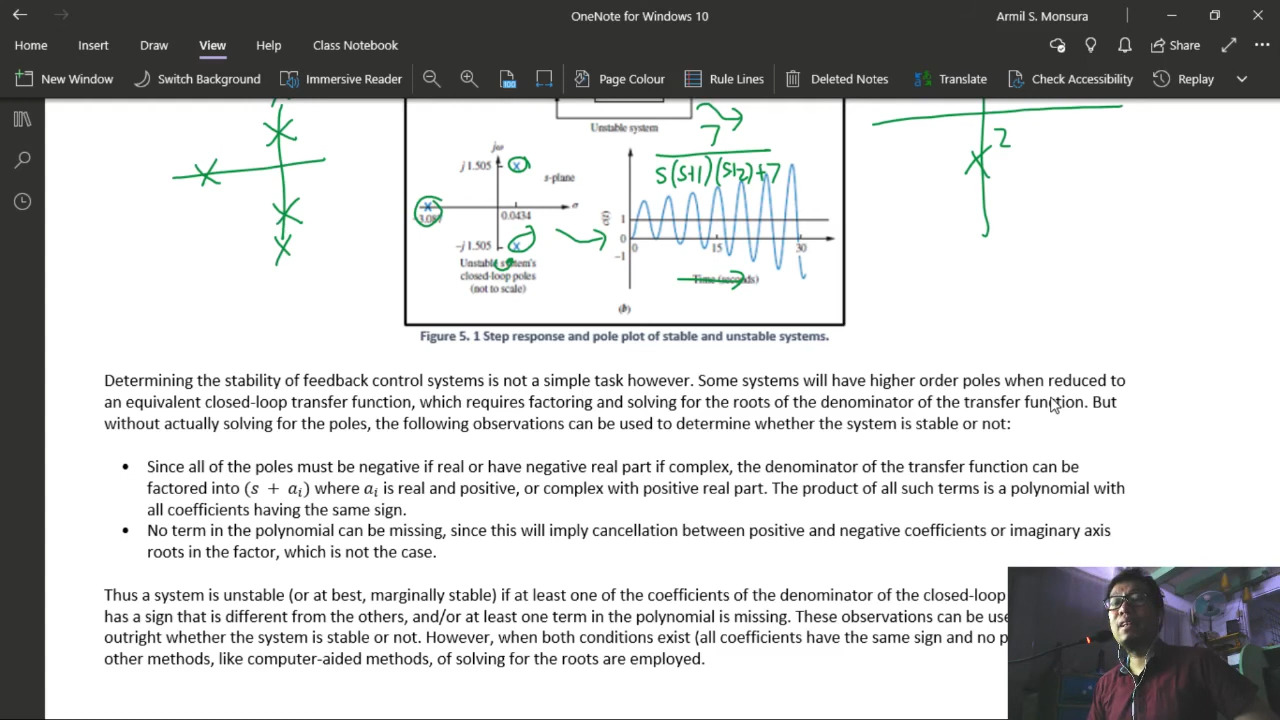 OneNote for Windows 10
Armil S. Monsura
Home Insert Draw View Help Class Notebook
Share
New Window Switch Background Immersive Reader 100 Page Colour Rule Lines Deleted Notes Translate Check Accessibility Replay
Unstable system
7
s(s+1)(s+2)+7
jω
j1.505
s-plane
2
σ
3.087
0.0434
c(t)
1
0
-j1.505
-1
0 15 30
Unstable system's
closed-loop poles
(not to scale)
Time (seconds)
(b)
Figure 5. 1 Step response and pole plot of stable and unstable systems.
Determining the stability of feedback control systems is not a simple task however. Some systems will have higher order poles when reduced to
an equivalent closed-loop transfer function, which requires factoring and solving for the roots of the denominator of the transfer function. But
without actually solving for the poles, the following observations can be used to determine whether the system is stable or not:
• Since all of the poles must be negative if real or have negative real part if complex, the denominator of the transfer function can be
factored into (s + aᵢ) where aᵢ is real and positive, or complex with positive real part. The product of all such terms is a polynomial with
all coefficients having the same sign.
• No term in the polynomial can be missing, since this will imply cancellation between positive and negative coefficients or imaginary axis
roots in the factor, which is not the case.
Thus a system is unstable (or at best, marginally stable) if at least one of the coefficients of the denominator of the closed-loop
has a sign that is different from the others, and/or at least one term in the polynomial is missing. These observations can be use
outright whether the system is stable or not. However, when both conditions exist (all coefficients have the same sign and no p
other methods, like computer-aided methods, of solving for the roots are employed.